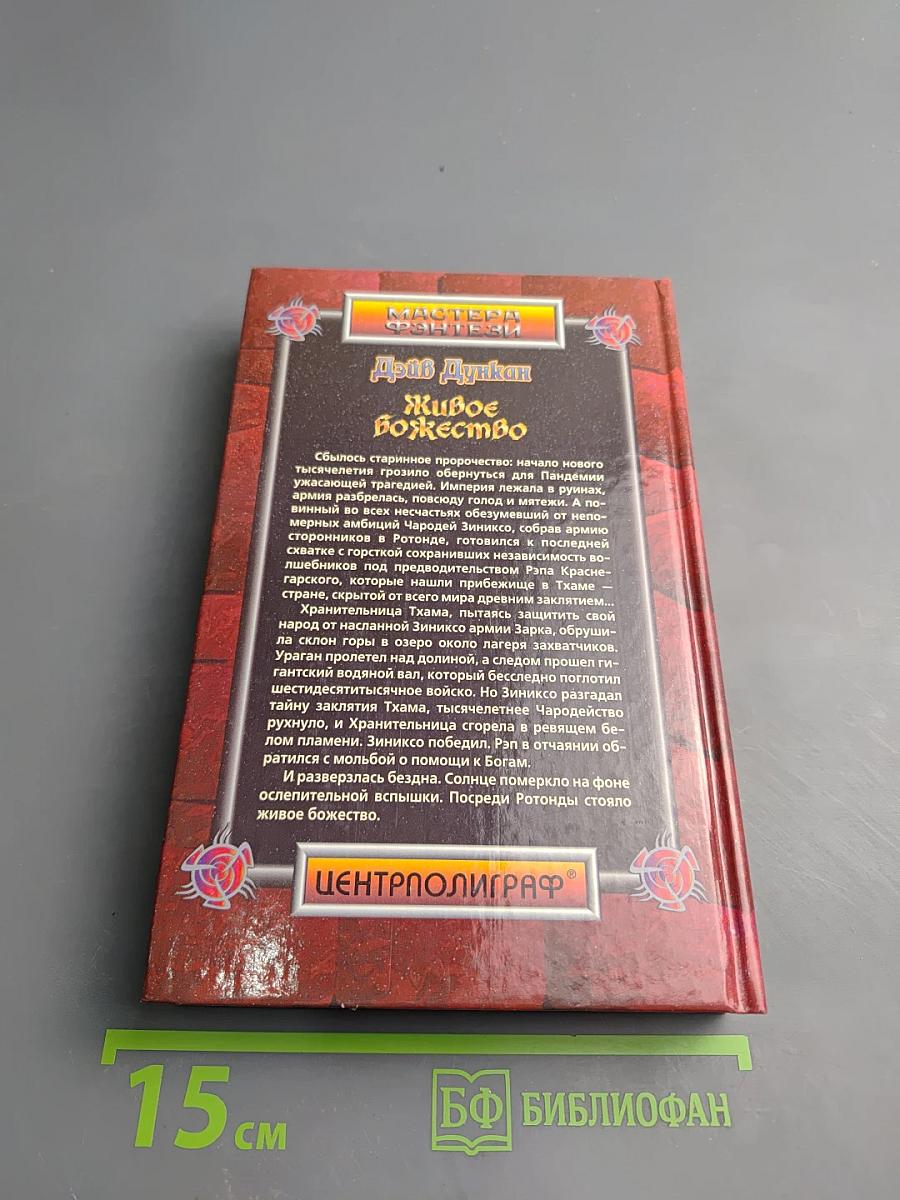 МАСТЕРА
ФЭНТЕЗИ
Дэйв Дункан
Живое
божество
Сбылось старинное пророчество: начало нового
тысячелетия грозило обернуться для Пандемии
ужасающей трагедией. Империя лежала в руинах,
армия разбрелась, повсюду голод и мятежи. А по-
винный во всех несчастьях обезумевший от непо-
мерных амбиций Чародей Зиниксо, собрав армию
сторонников в Ротонде, готовился к последней
схватке с горсткой сохранивших независимость во-
лшебников под предводительством Рэпа Красне-
гарского, которые нашли прибежище в Тхаме —
стране, скрытой от всего мира древним заклятием...
Хранительница Тхама, пытаясь защитить свой
народ от насланной Зиниксо армии Зарка, обруши-
ла склон горы в озеро около лагеря захватчиков.
Ураган пролетел над долиной, а следом прошел ги-
гантский водяной вал, который бесследно поглотил
шестидесятитысячное войско. Но Зиниксо разгадал
тайну заклятия Тхама, тысячелетнее Чародейство
рухнуло, и Хранительница сгорела в ревящем бе-
лом пламени. Зиниксо победил. Рэп в отчаянии об-
ратился с мольбой о помощи к Богам.
И разверзлась бездна. Солнце померкло на фоне
ослепительной вспышки. Посреди Ротонды стояло
живое божество.
ЦЕНТРПОЛИГРАФ®
15 см
БФ БИБЛИОФАН